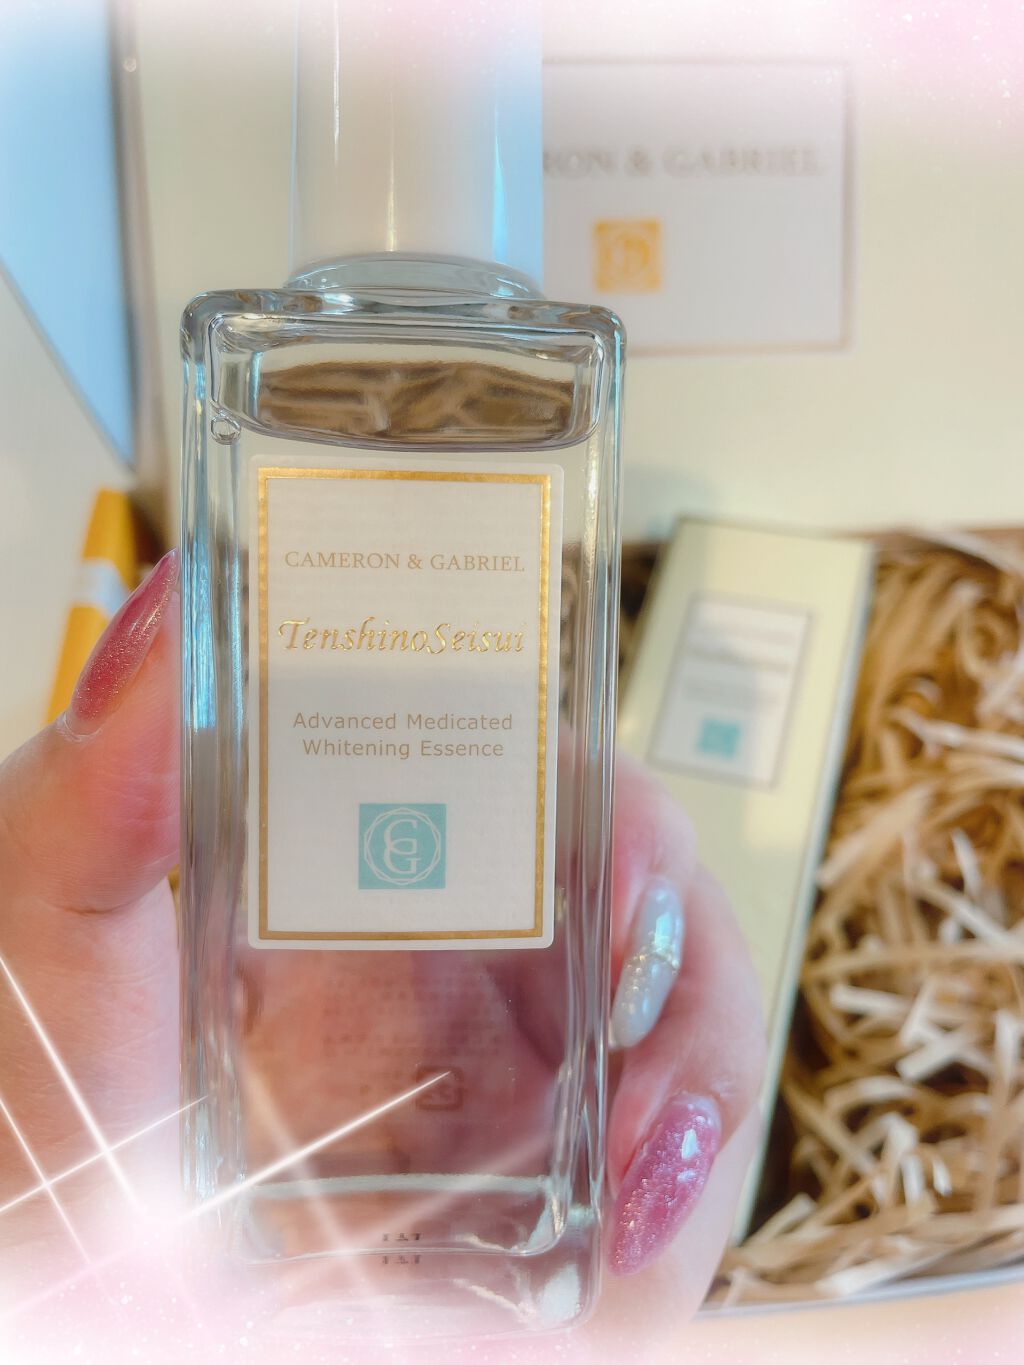 RON & GABRIEL
CAMERON & GABRIEL
TenshinoSeisui
Advanced Medicated
Whitening Essence
CG